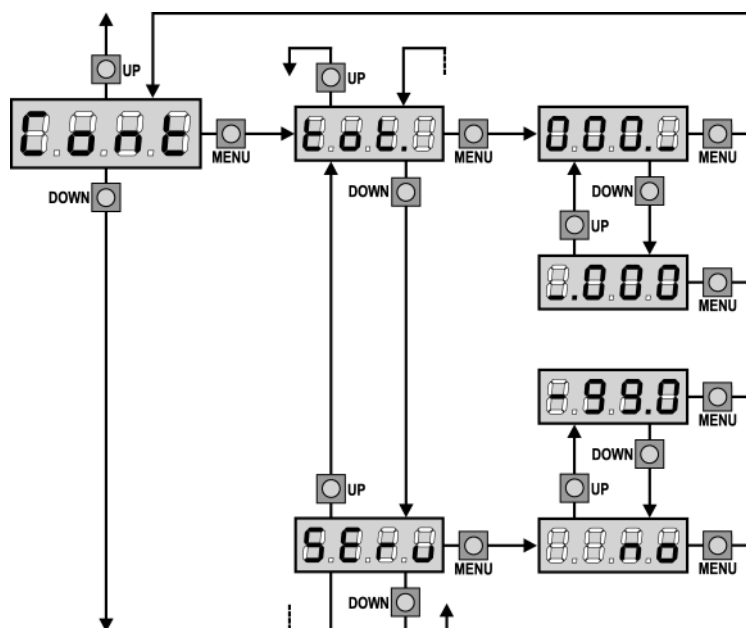 UP
UP
Cont
MENU
tot.
MENU
000._
MENU
DOWN
DOWN
DOWN
UP
_.000
MENU
-99.0
MENU
DOWN
UP
UP
SErv
MENU
no
MENU
DOWN